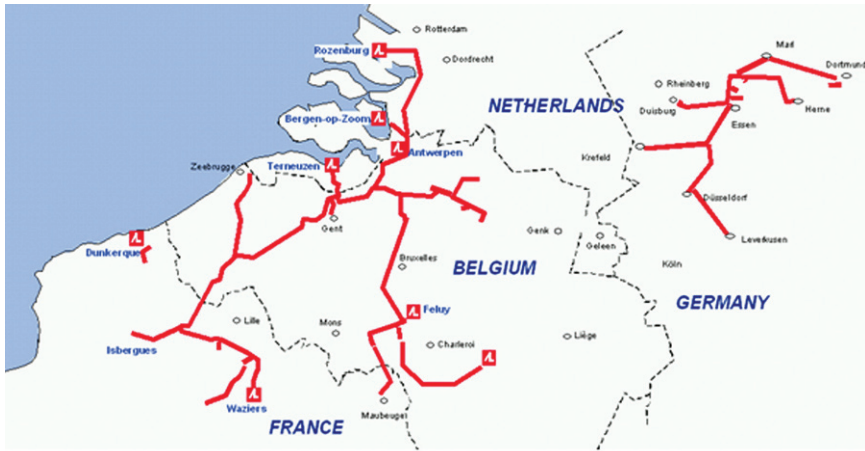 Rotterdam
Rozenburg
Dordrecht
Marl
Dortmund
Rheinberg
NETHERLANDS
Duisburg
Herne
Essen
Bergen-op-Zoom
Antwerpen
Krefeld
Zeebrugge
Terneuzen
Düsseldorf
Gent
Genk
Geleen
Leverkusen
Dunkerque
Bruxelles
BELGIUM
Köln
GERMANY
Feluy
Lille
Mons
Charleroi
Liège
Isbergues
Waziers
Maubeugel
FRANCE